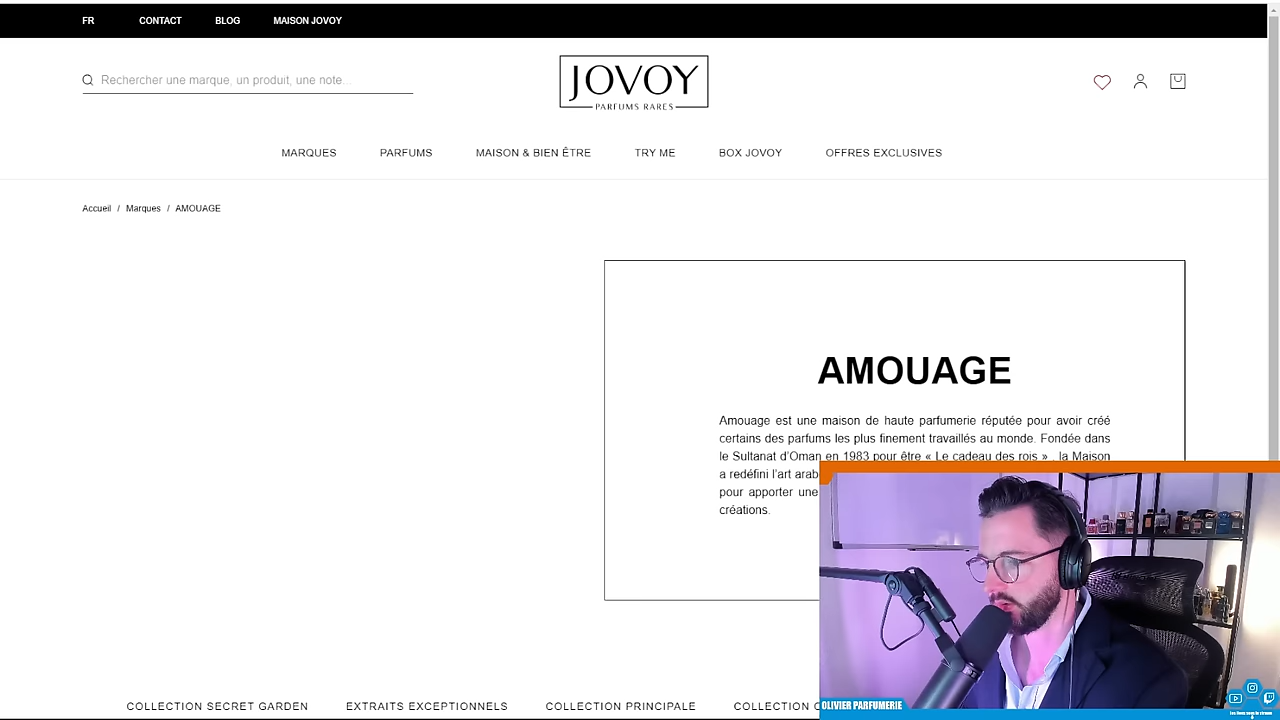 FR CONTACT BLOG MAISON JOVOY
Rechercher une marque, un produit, une note...
JOVOY
PARFUMS RARES
MARQUES PARFUMS MAISON & BIEN ÊTRE TRY ME BOX JOVOY OFFRES EXCLUSIVES
Accueil / Marques / AMOUAGE
AMOUAGE
Amouage est une maison de haute parfumerie réputée pour avoir créé
certains des parfums les plus finement travaillés au monde. Fondée dans
le Sultanat d'Oman en 1983 pour être « Le cadeau des rois » , la Maison
a redéfini l'art
pour apporter une
créations.
COLLECTION SECRET GARDEN EXTRAITS EXCEPTIONNELS COLLECTION PRINCIPALE COLLECTION
OLIVIER PARFUMERIE